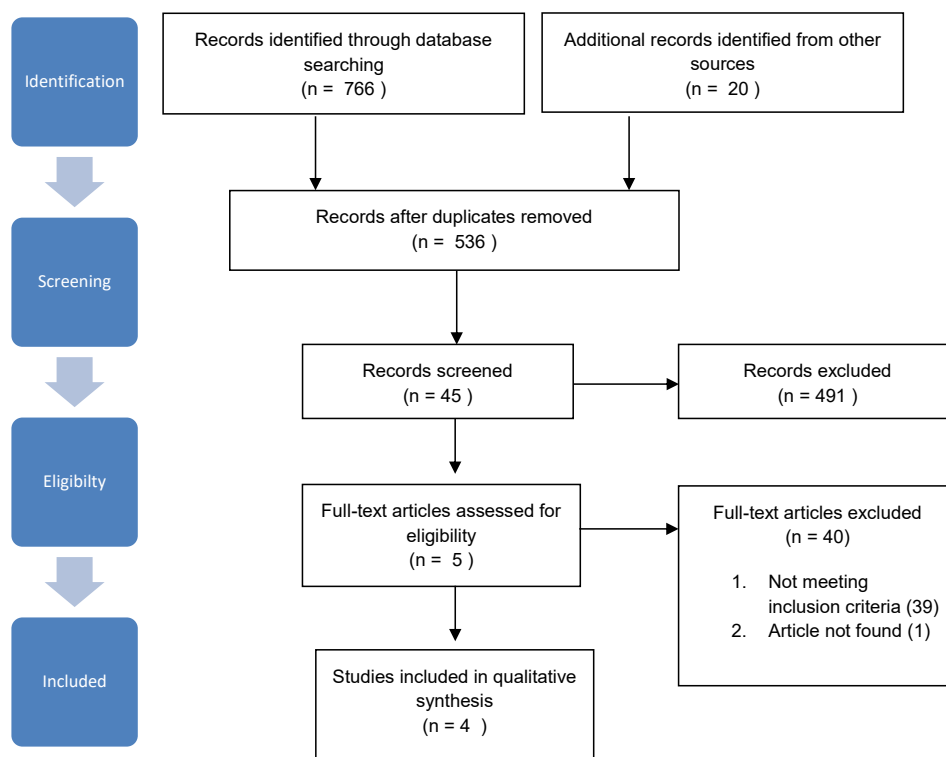 Identification
Records identified through database
searching
(n = 766 )
Additional records identified from other
sources
(n = 20 )
Records after duplicates removed
(n = 536 )
Screening
Records screened
(n = 45 )
Records excluded
(n = 491 )
Eligibilty
Full-text articles assessed for
eligibility
(n = 5 )
Full-text articles excluded
(n = 40)
1. Not meeting
inclusion criteria (39)
2. Article not found (1)
Included
Studies included in qualitative
synthesis
(n = 4 )